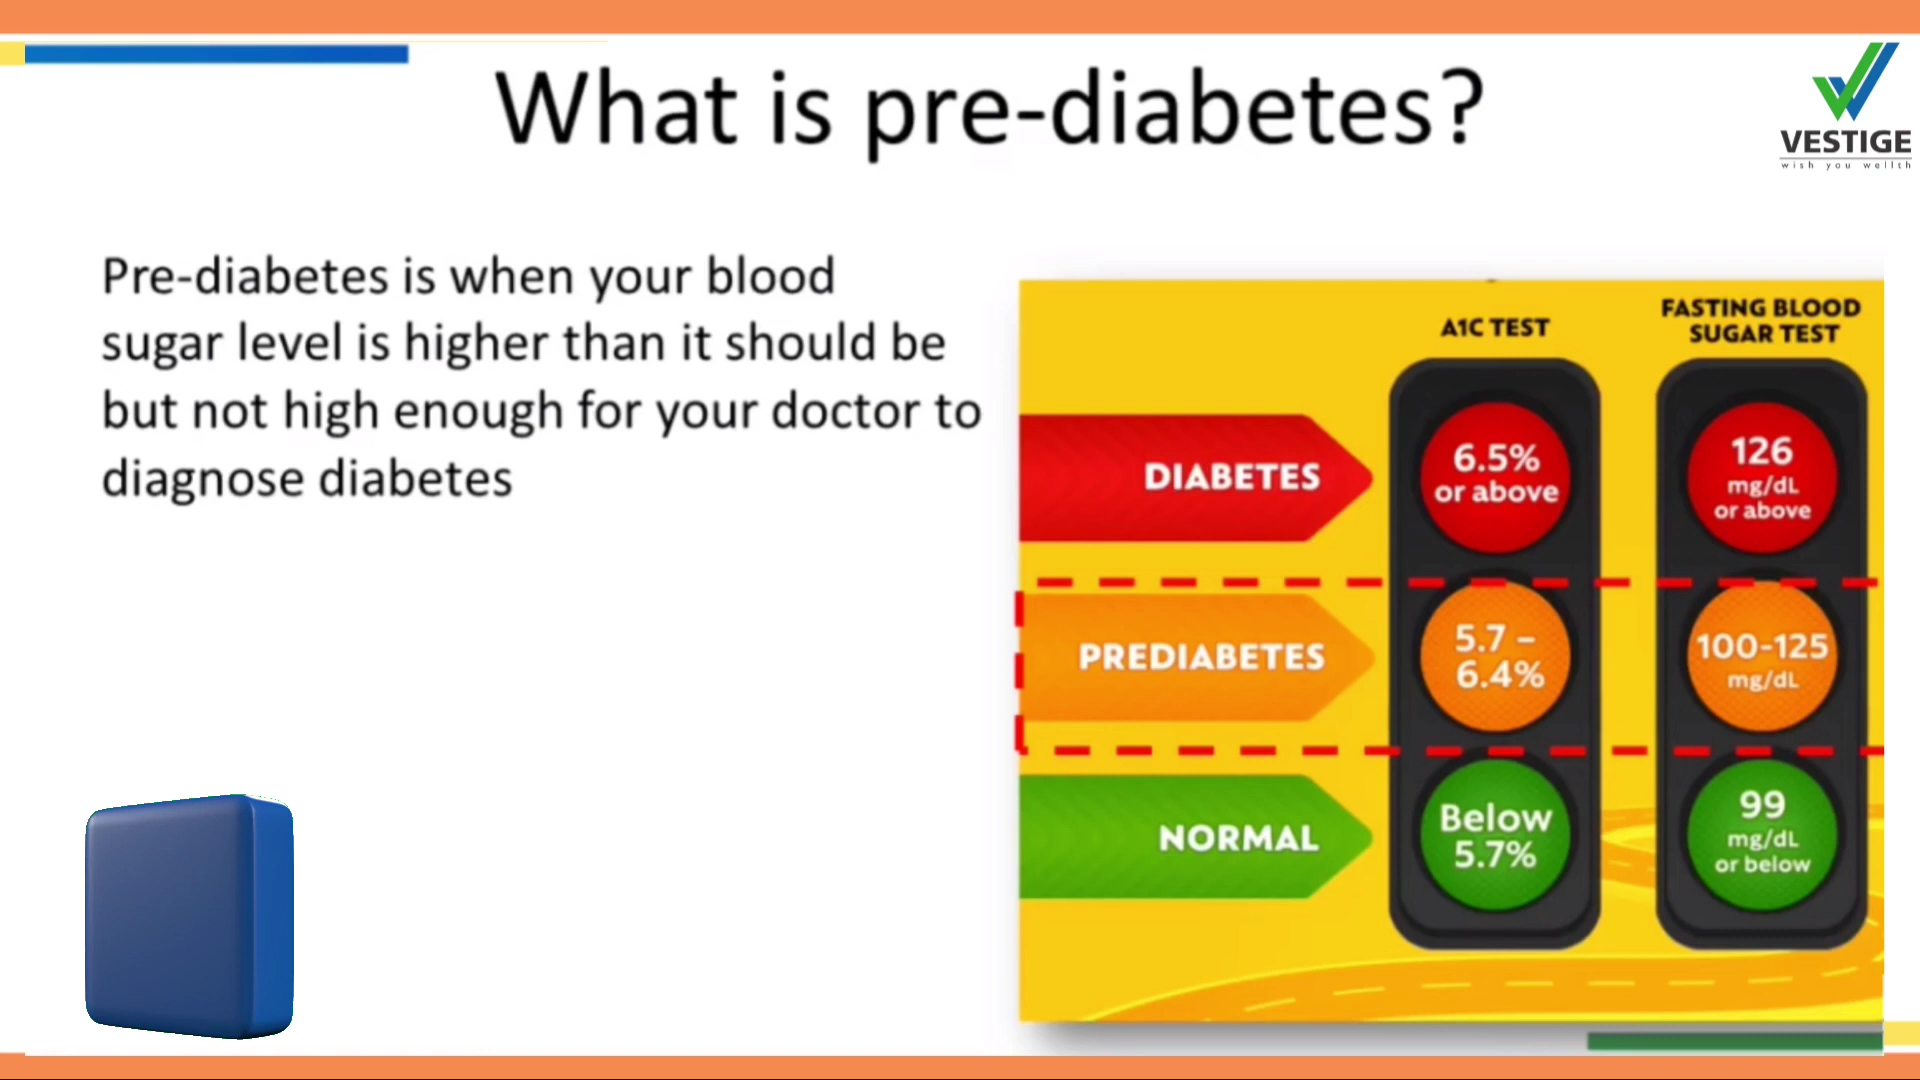 What is pre-diabetes?
VESTIGE
wish you wellth
Pre-diabetes is when your blood
sugar level is higher than it should be
but not high enough for your doctor to
diagnose diabetes
A1C TEST
FASTING BLOOD
SUGAR TEST
DIABETES
6.5%
or above
126
mg/dL
or above
PREDIABETES
5.7 –
6.4%
100-125
mg/dL
NORMAL
Below
5.7%
99
mg/dL
or below